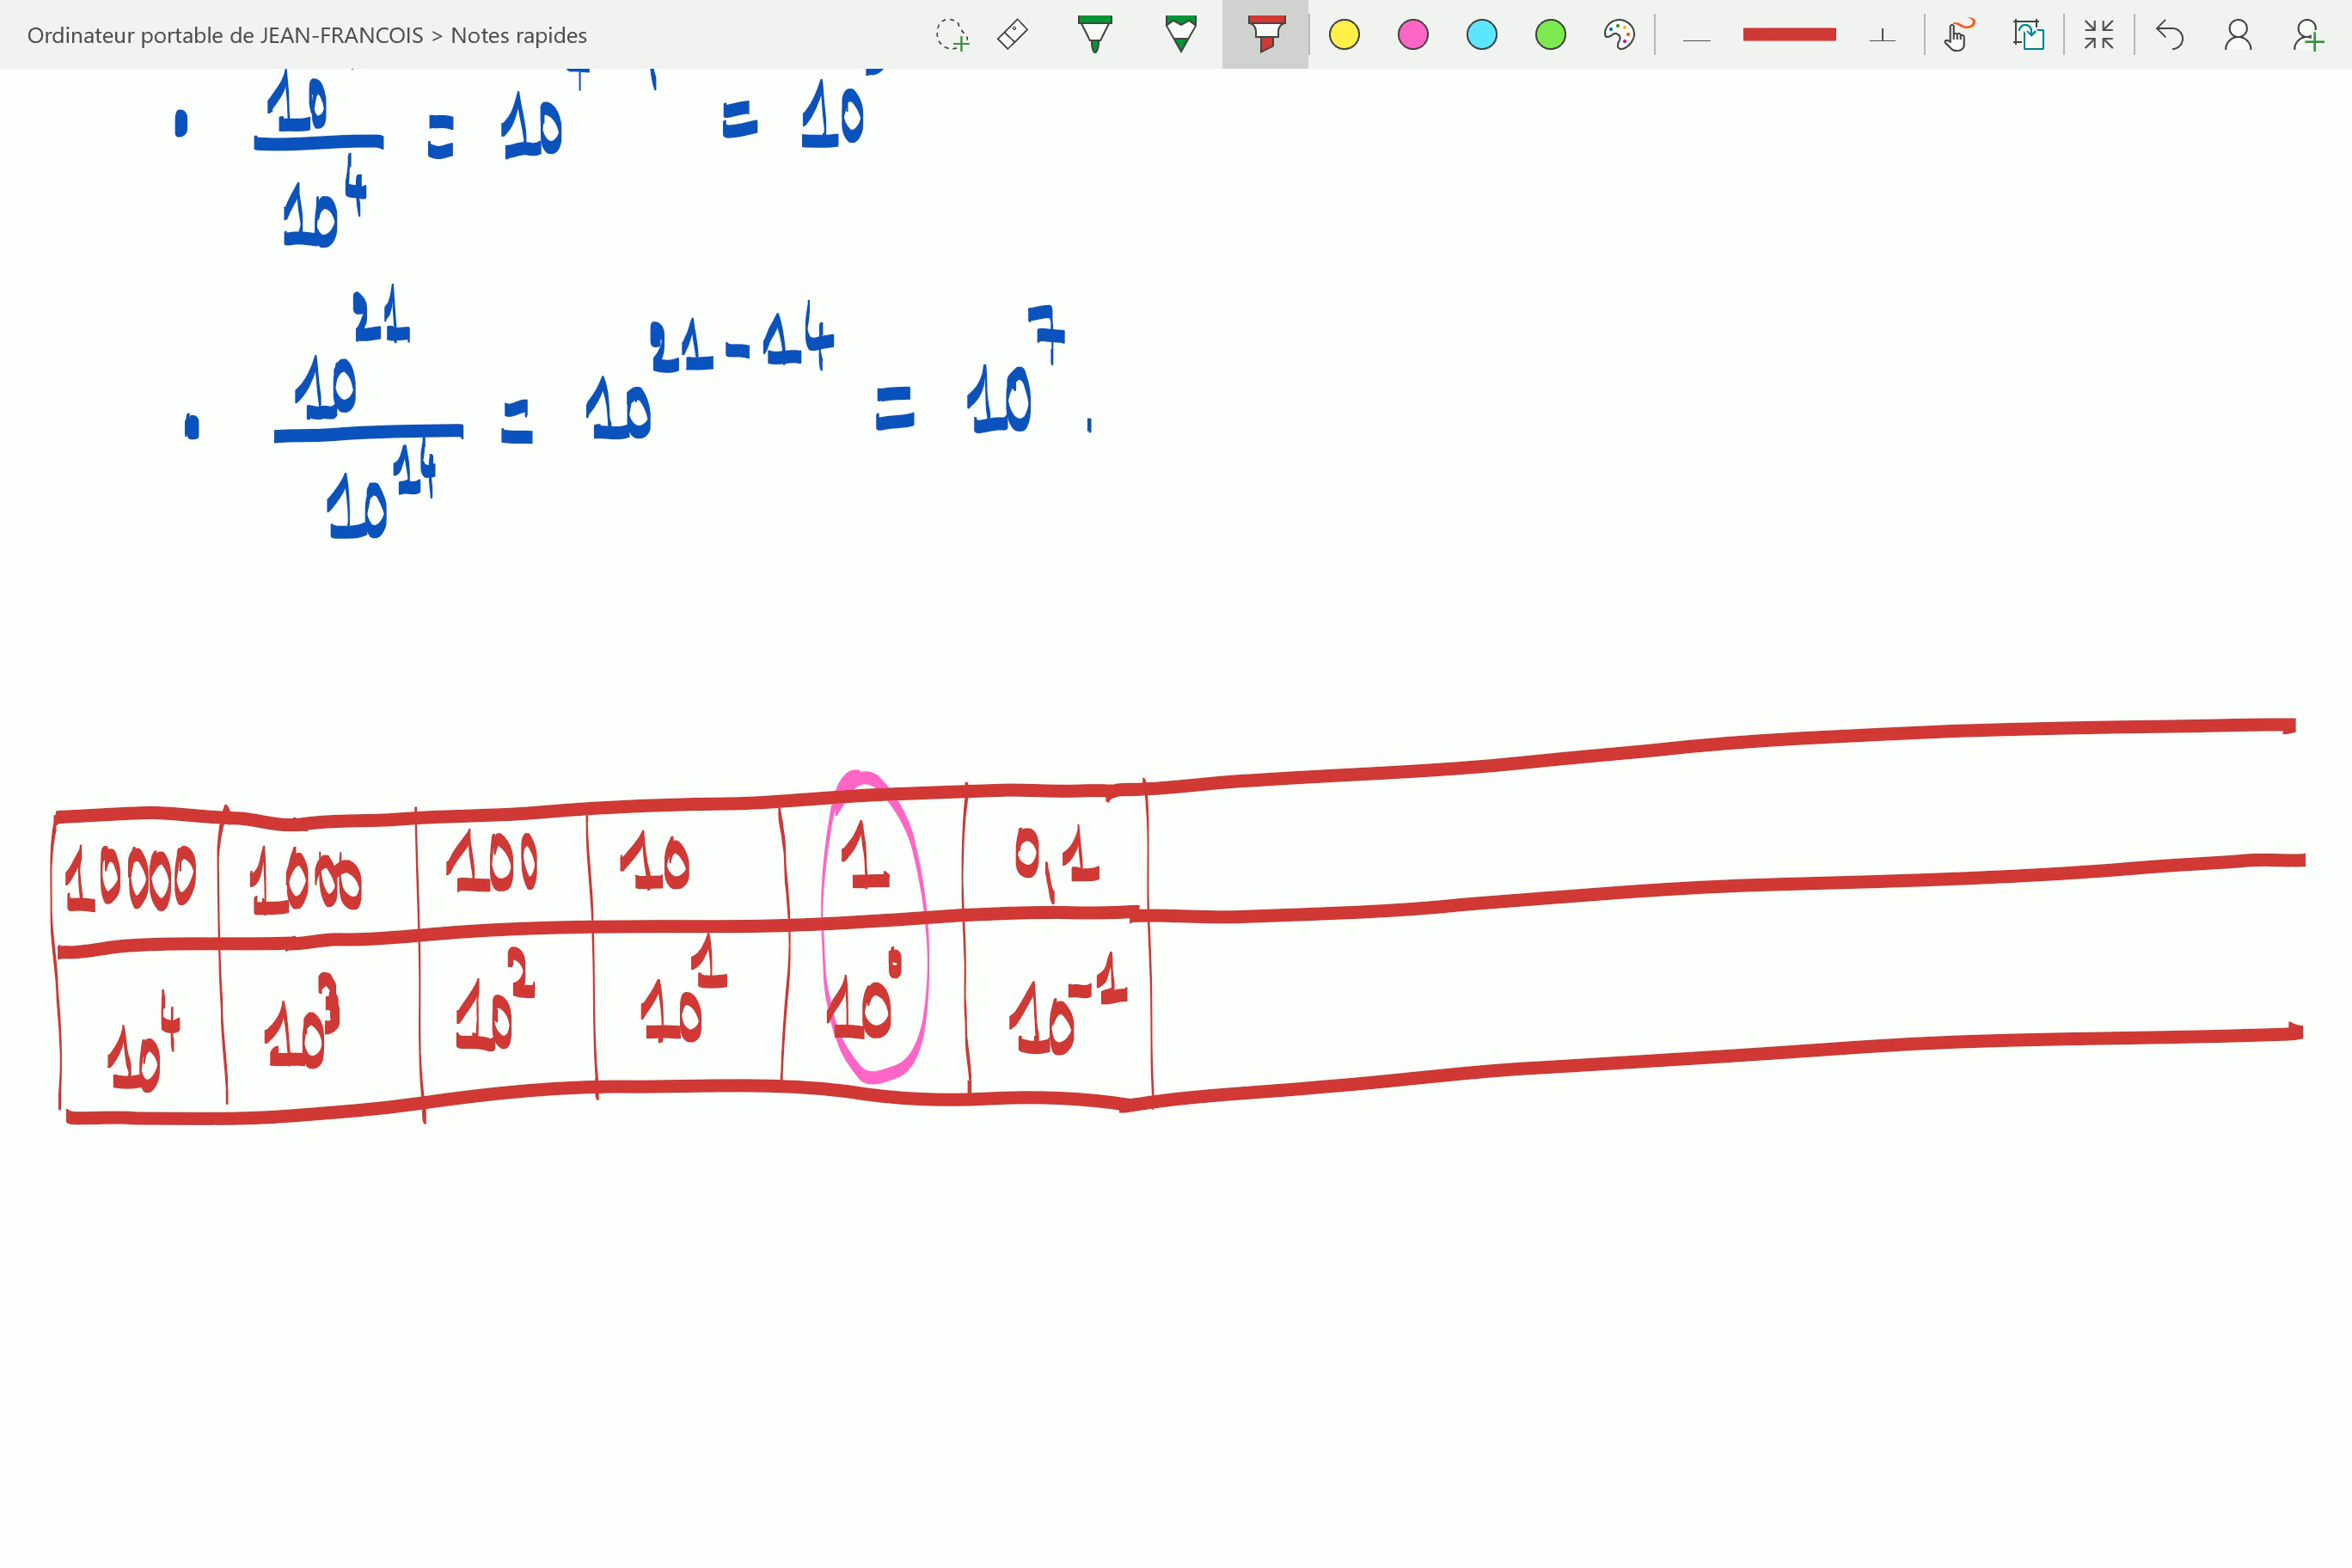 Ordinateur portable de JEAN-FRANCOIS > Notes rapides
• 10 / 10⁴ = 10 = 10
• 10²¹ / 10¹⁴ = 10²¹⁻¹⁴ = 10⁷.
10000 1000 100 10 1 0,1
10⁴ 10³ 10² 10¹ 10⁰ 10⁻¹